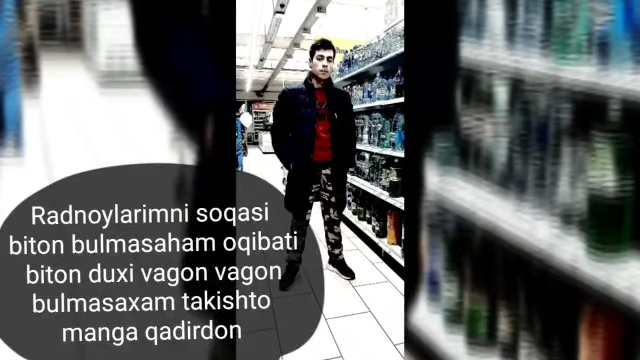 Radnoylarimni soqasi
biton bulmasaham oqibati
biton duxi vagon vagon
bulmasaxam takishto
manga qadirdon